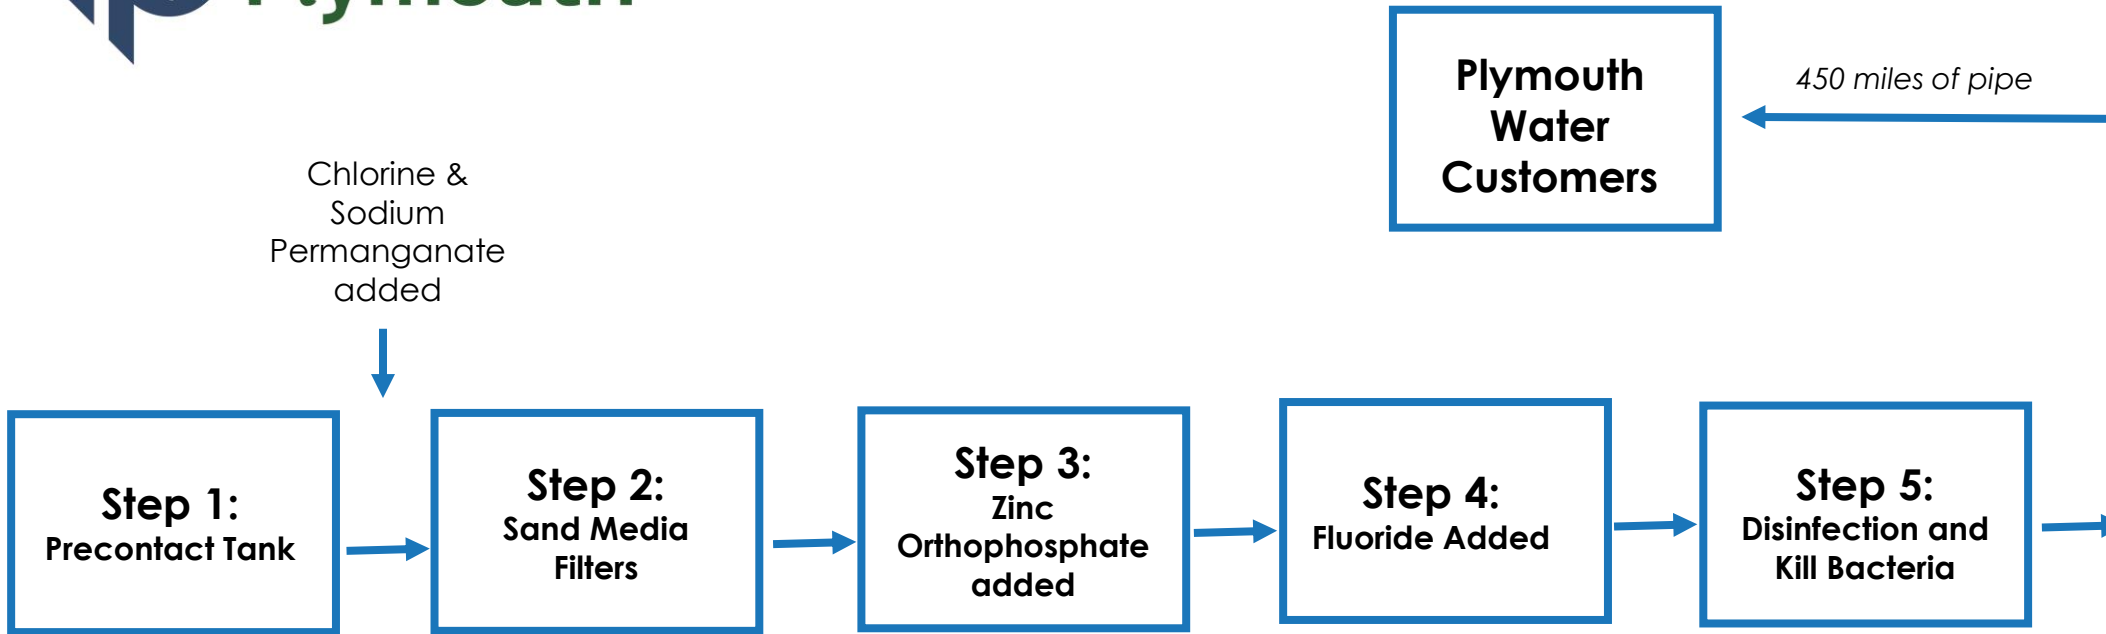 Plymouth
Plymouth
Water
Customers
450 miles of pipe
Chlorine &
Sodium
Permanganate
added
Step 1:
Precontact Tank
Step 2:
Sand Media
Filters
Step 3:
Zinc
Orthophosphate
added
Step 4:
Fluoride Added
Step 5:
Disinfection and
Kill Bacteria